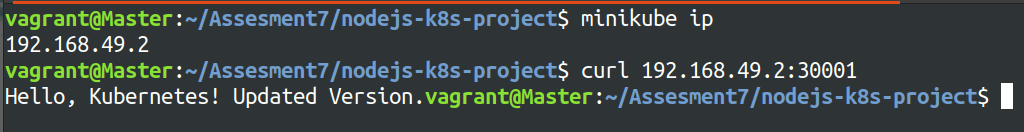 vagrant@Master:~/Assesment7/nodejs-k8s-project$ minikube ip
192.168.49.2
vagrant@Master:~/Assesment7/nodejs-k8s-project$ curl 192.168.49.2:30001
Hello, Kubernetes! Updated Version.vagrant@Master:~/Assesment7/nodejs-k8s-project$